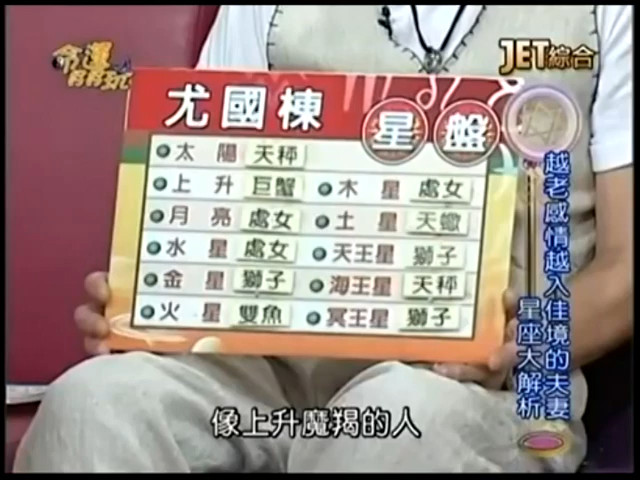 命運好好玩
JET綜合
尤國棟 星盤
太陽 天秤
上升 巨蟹 木星 處女
月亮 處女 土星 天蠍
水星 處女 天王星 獅子
金星 獅子 海王星 天秤
火星 雙魚 冥王星 獅子
越老感情越入佳境的夫妻
星座大解析
像上升魔羯的人